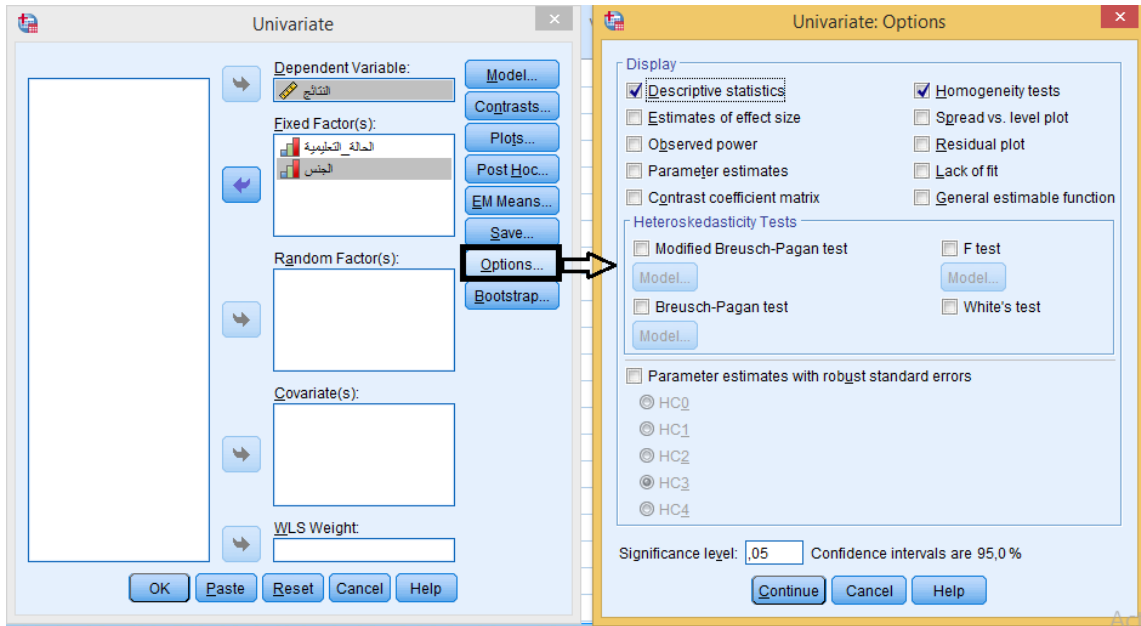 Univariate
Dependent Variable:
النتائج
Fixed Factor(s):
الحالة_التعليمية
الجنس
Random Factor(s):
Covariate(s):
WLS Weight:
Model...
Contrasts...
Plots...
Post Hoc...
EM Means...
Save...
Options...
Bootstrap...
OK Paste Reset Cancel Help
Univariate: Options
Display
Descriptive statistics
Homogeneity tests
Estimates of effect size
Spread vs. level plot
Observed power
Residual plot
Parameter estimates
Lack of fit
Contrast coefficient matrix
General estimable function
Heteroskedasticity Tests
Modified Breusch-Pagan test
F test
Model...
Model...
Breusch-Pagan test
White's test
Model...
Parameter estimates with robust standard errors
HC0
HC1
HC2
HC3
HC4
Significance level: ,05 Confidence intervals are 95,0 %
Continue Cancel Help